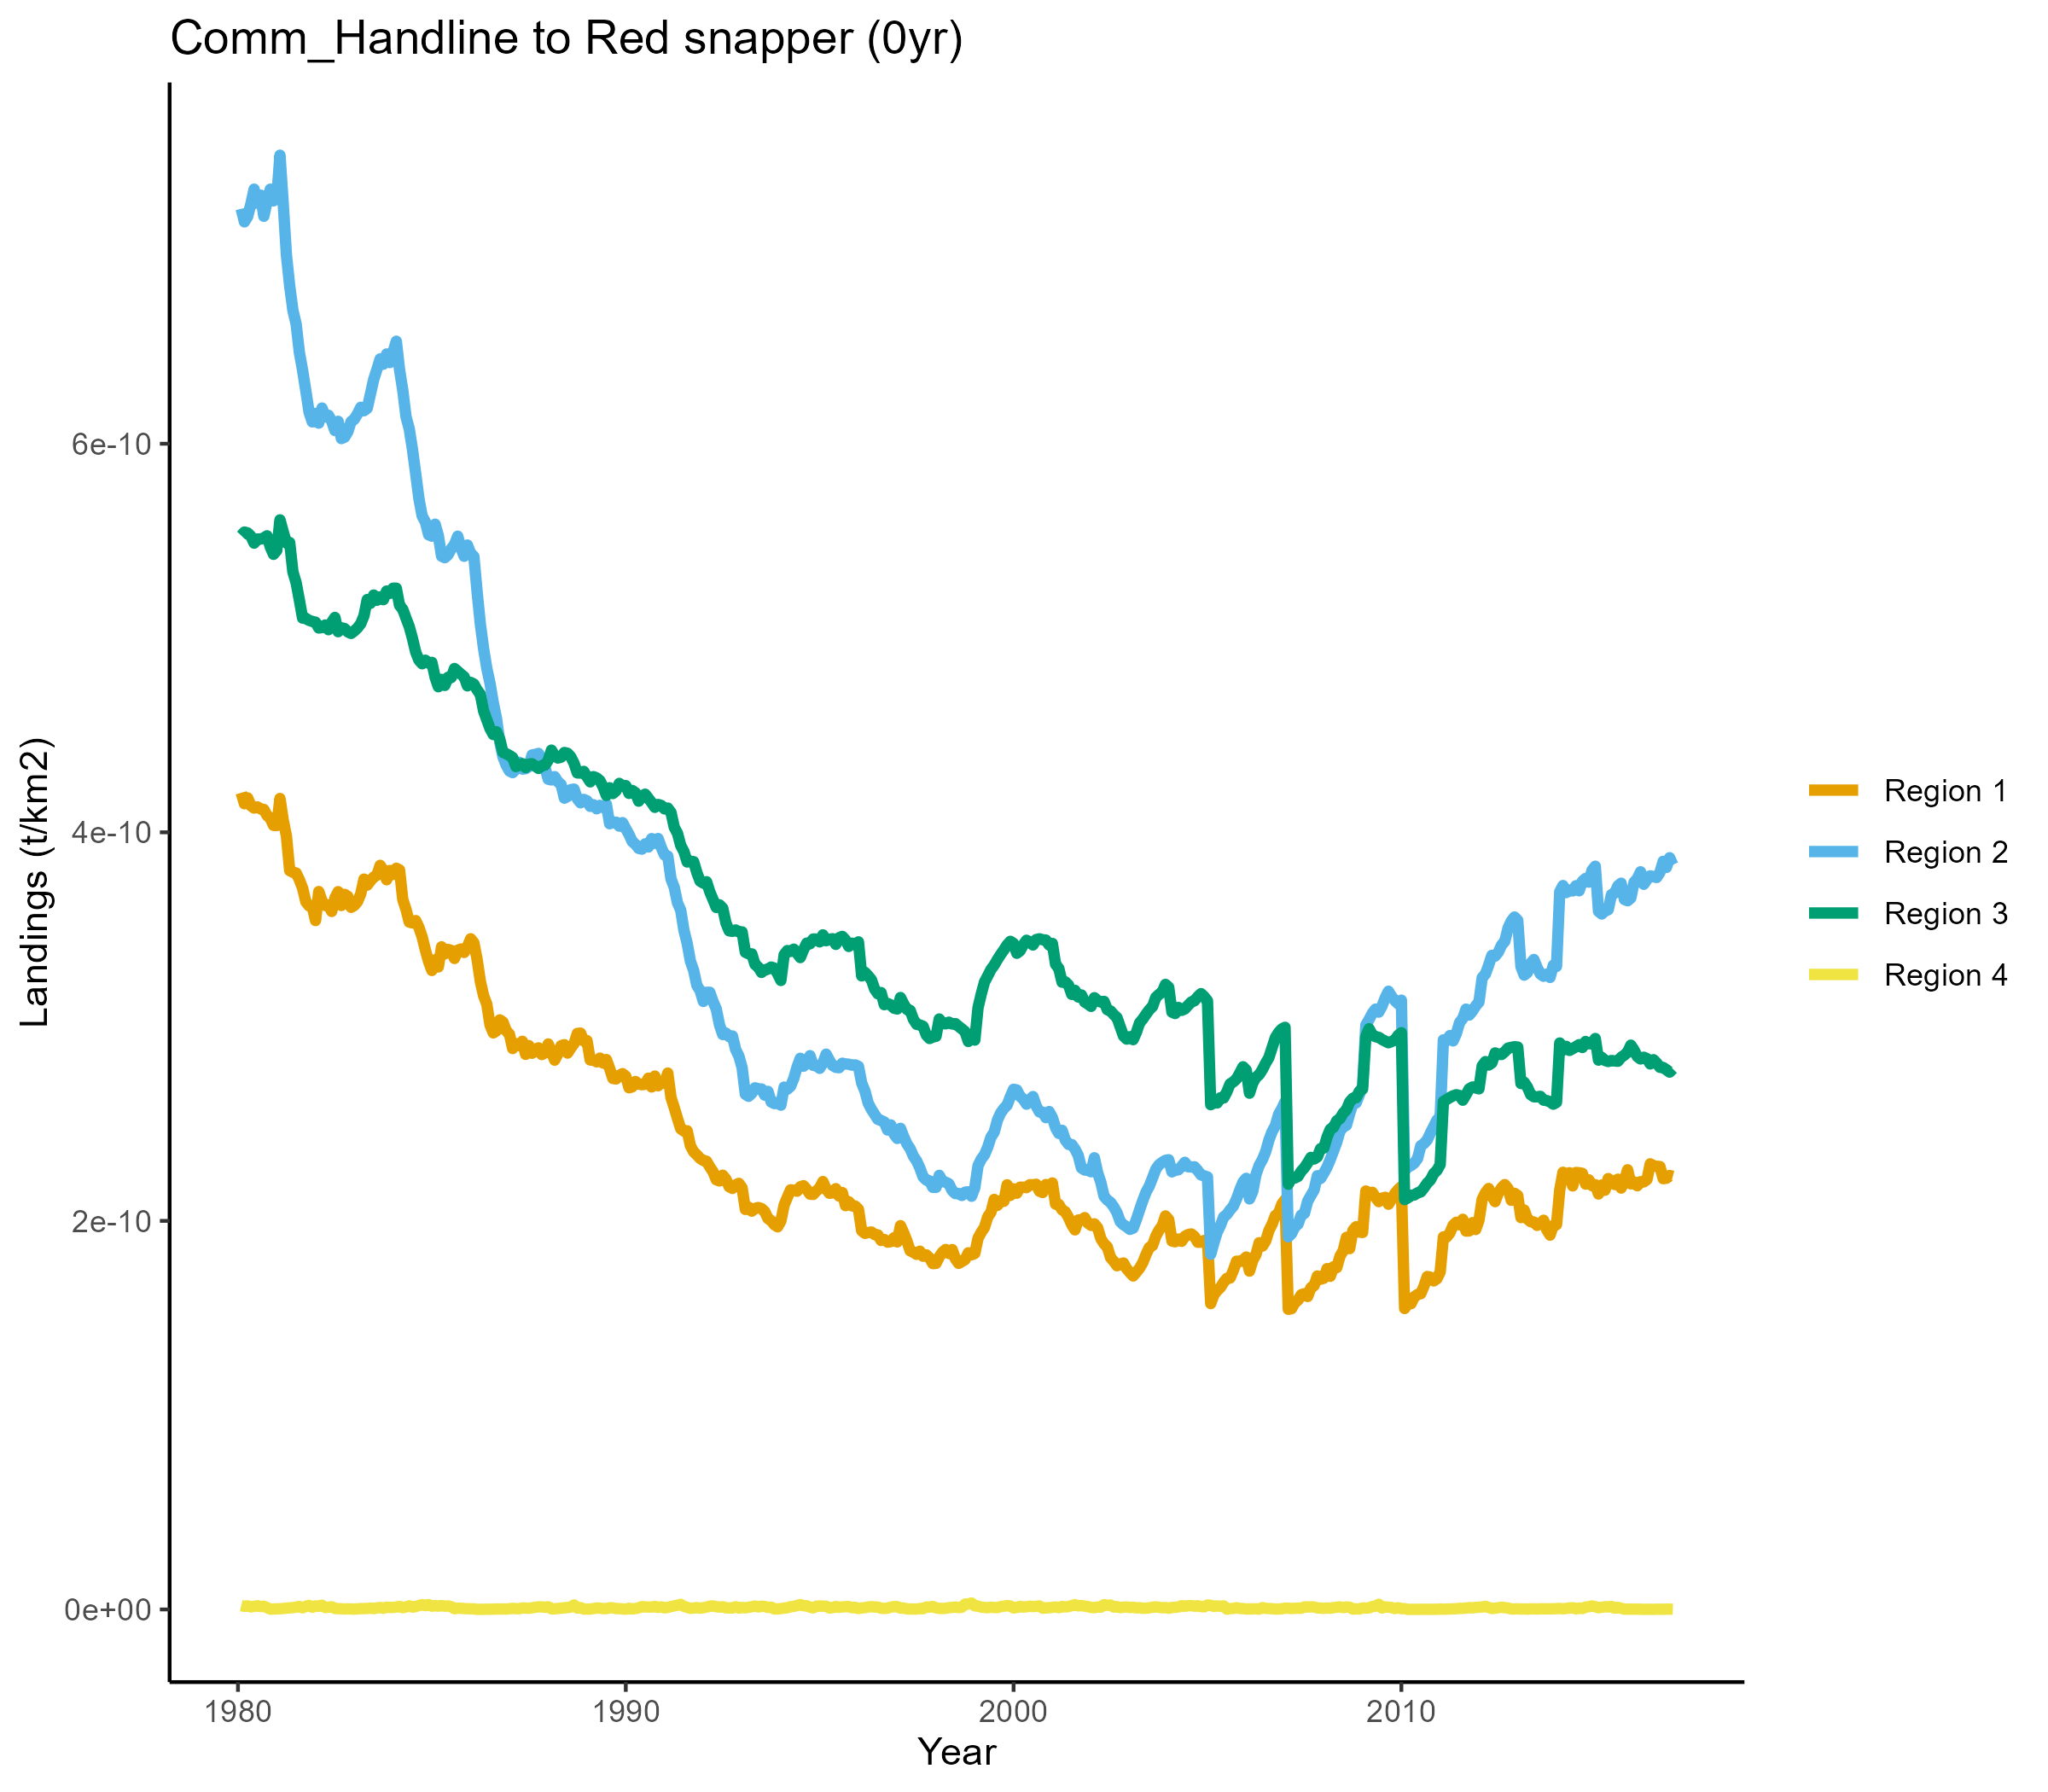 Comm_Handline to Red snapper (0yr)
Landings (t/km2)
6e-10
4e-10
2e-10
0e+00
1980
1990
2000
2010
Year
Region 1
Region 2
Region 3
Region 4